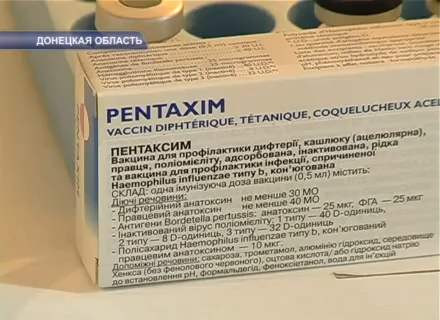 ДОНЕЦКАЯ ОБЛАСТЬ
PENTAXIM
VACCIN DIPHTÉRIQUE, TÉTANIQUE, COQUELUCHEUX ACEL
ПЕНТАКСИМ
Вакцина для профілактики дифтерії, кашлюку (ацелюлярна),
правця, поліомієліту, адсорбована, інактивована, рідка
та вакцина для профілактики інфекції, спричиненої
Haemophilus influenzae типу b, кон'югована
СКЛАД: одна імунізуюча доза вакцини (0,5 мл) містить:
Діючі речовини:
- Дифтерійний анатоксин не менше 30 МО
- Правцевий анатоксин не менше 40 МО
- Антигени Bordetella pertussis: анатоксин — 25 мкг, ФГА — 25 мкг
- Інактивований вірус поліомієліту: 1 типу — 40 D-одиниць,
2 типу — 8 D-одиниць, 3 типу — 32 D-одиниць
- Полісахарид Haemophilus influenzae типу b, кон'югований
з правцевим анатоксином — 10 мкг.
Допоміжні речовини: сахароза, трометамол, алюмінію гідроксид, середовище
Хенкса (без фенолового червоного), оцтова кислота/ або гідроксид натрію
до встановлення рН, формальдегід, феноксіетанол, вода для ін'єкцій